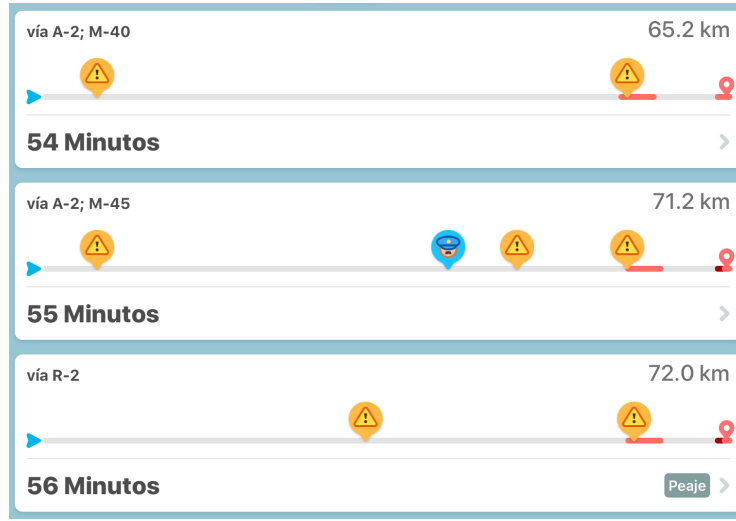 vía A-2; M-40
65.2 km
54 Minutos
vía A-2; M-45
71.2 km
55 Minutos
vía R-2
72.0 km
56 Minutos
Peaje